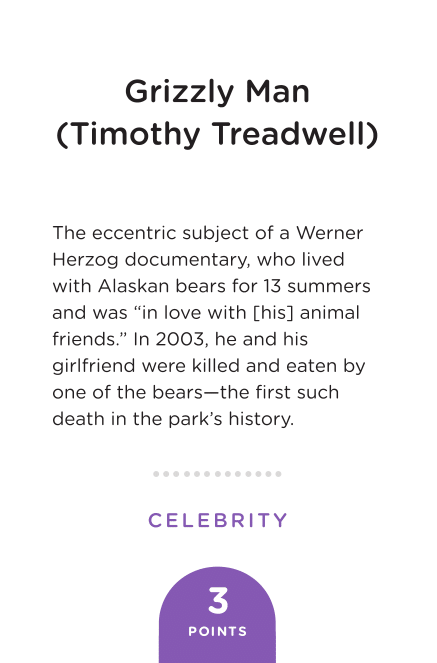 Grizzly Man
(Timothy Treadwell)
The eccentric subject of a Werner
Herzog documentary, who lived
with Alaskan bears for 13 summers
and was “in love with [his] animal
friends.” In 2003, he and his
girlfriend were killed and eaten by
one of the bears—the first such
death in the park’s history.
CELEBRITY
3
POINTS